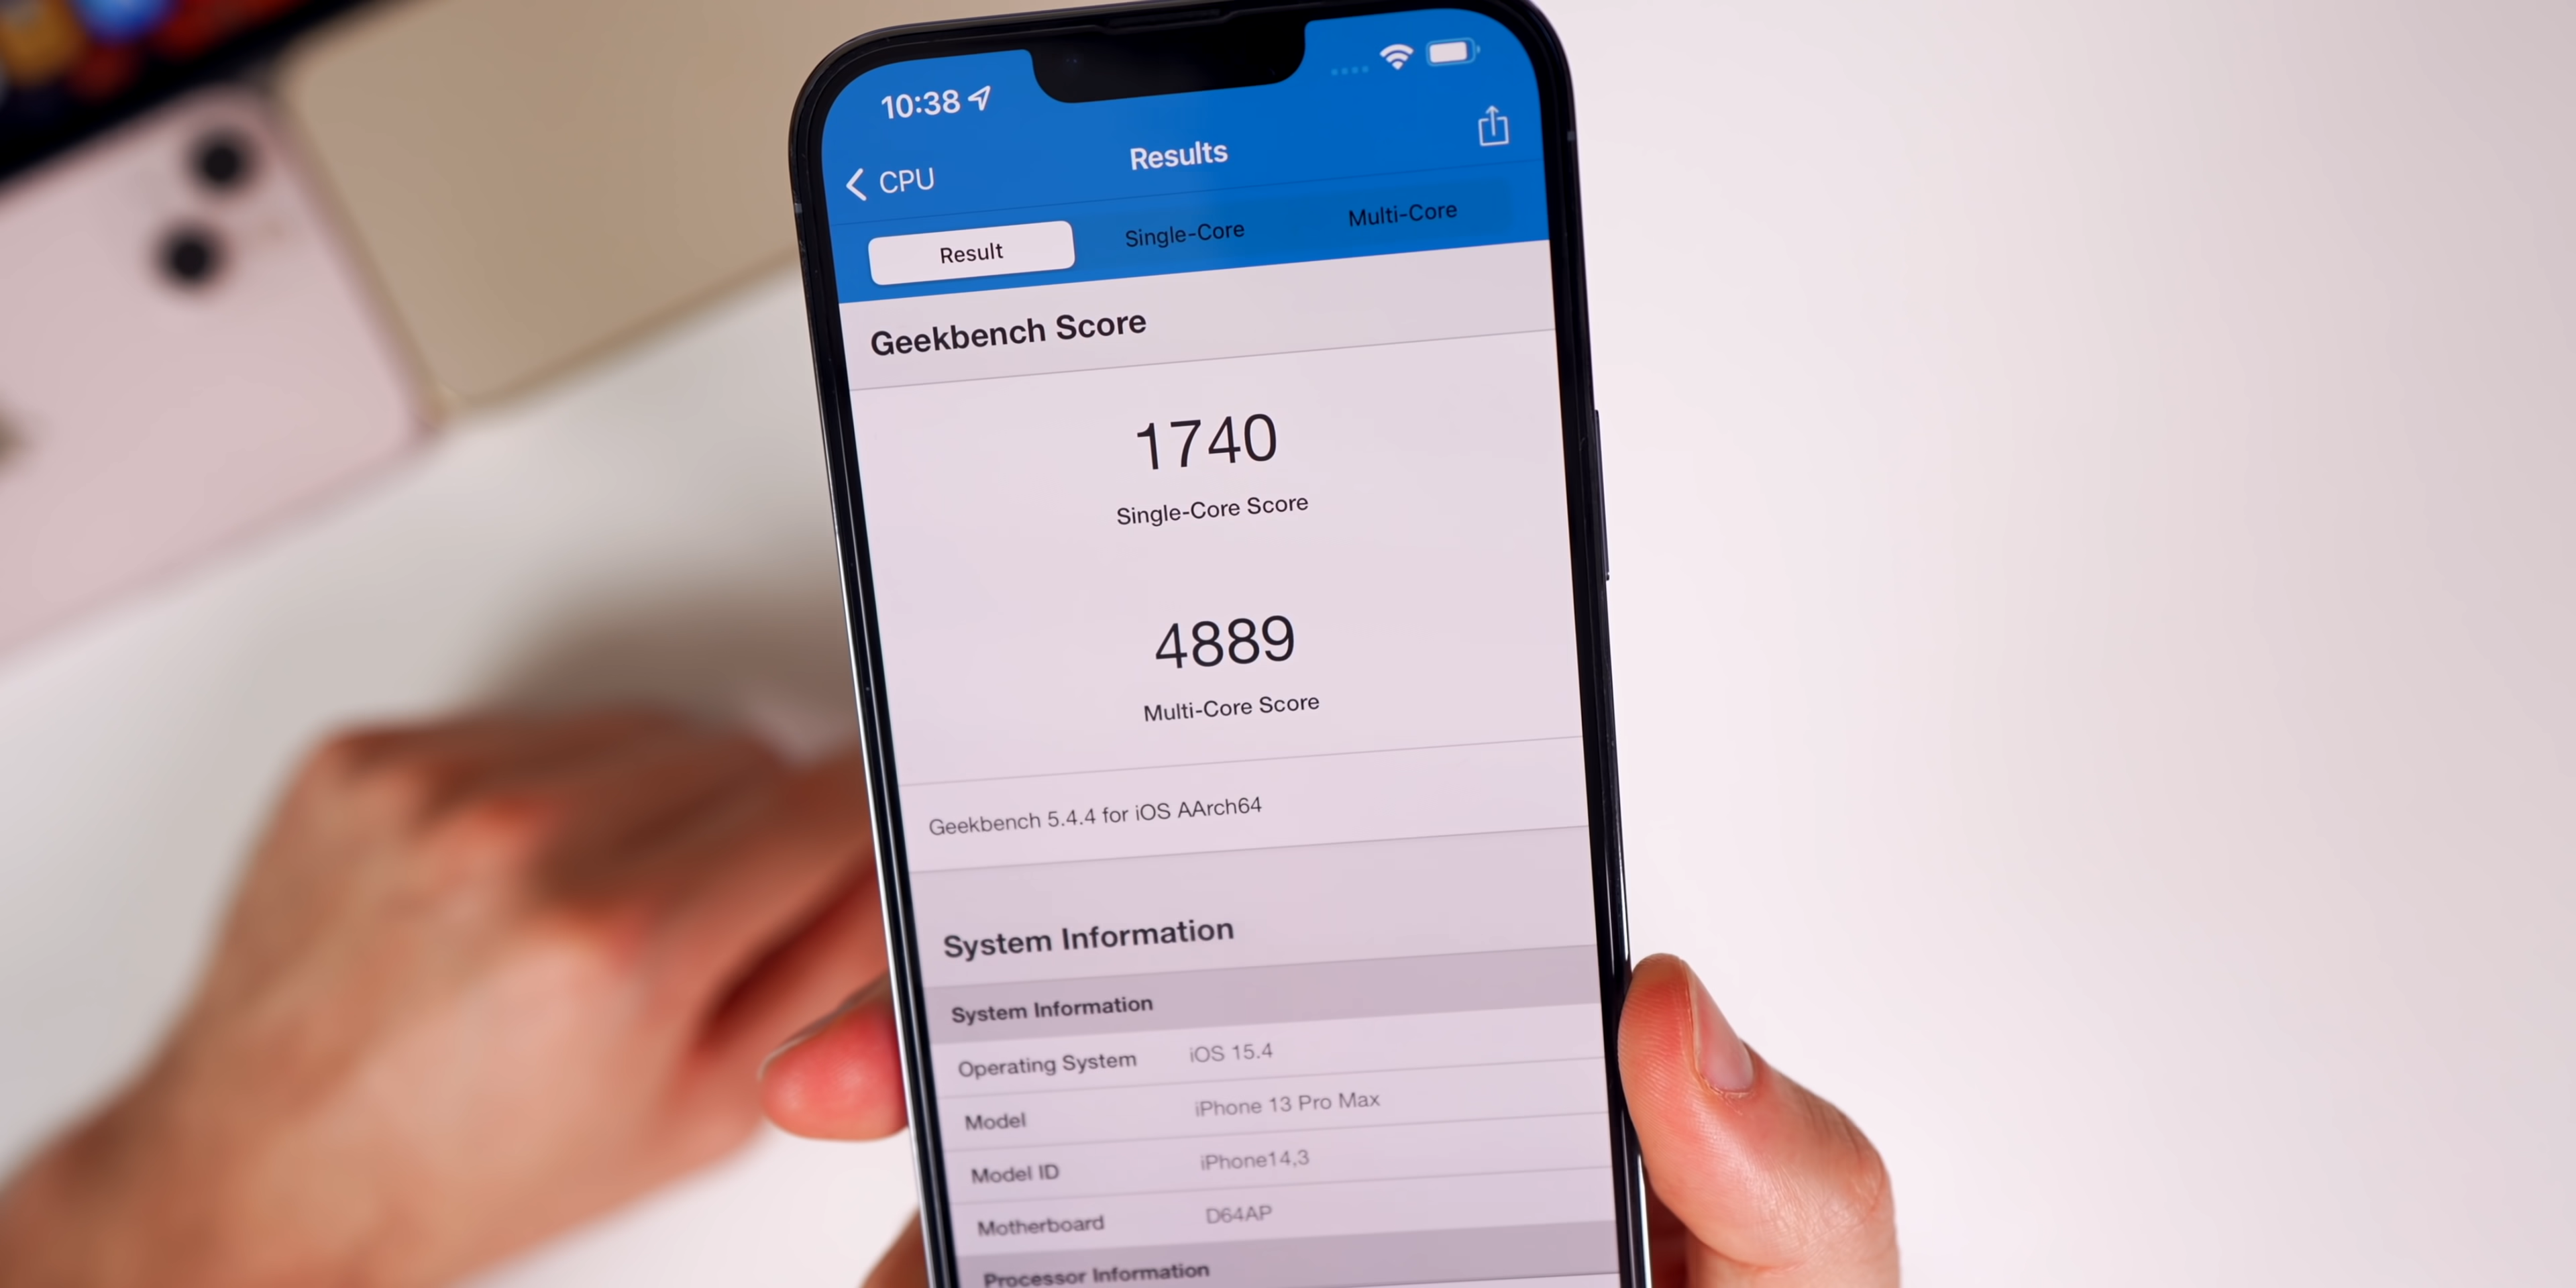 10:38
CPU
Results
Result Single-Core Multi-Core
Geekbench Score
1740
Single-Core Score
4889
Multi-Core Score
Geekbench 5.4.4 for iOS AArch64
System Information
System Information
Operating System iOS 15.4
Model iPhone 13 Pro Max
Model ID iPhone14,3
Motherboard D64AP
Processor Information